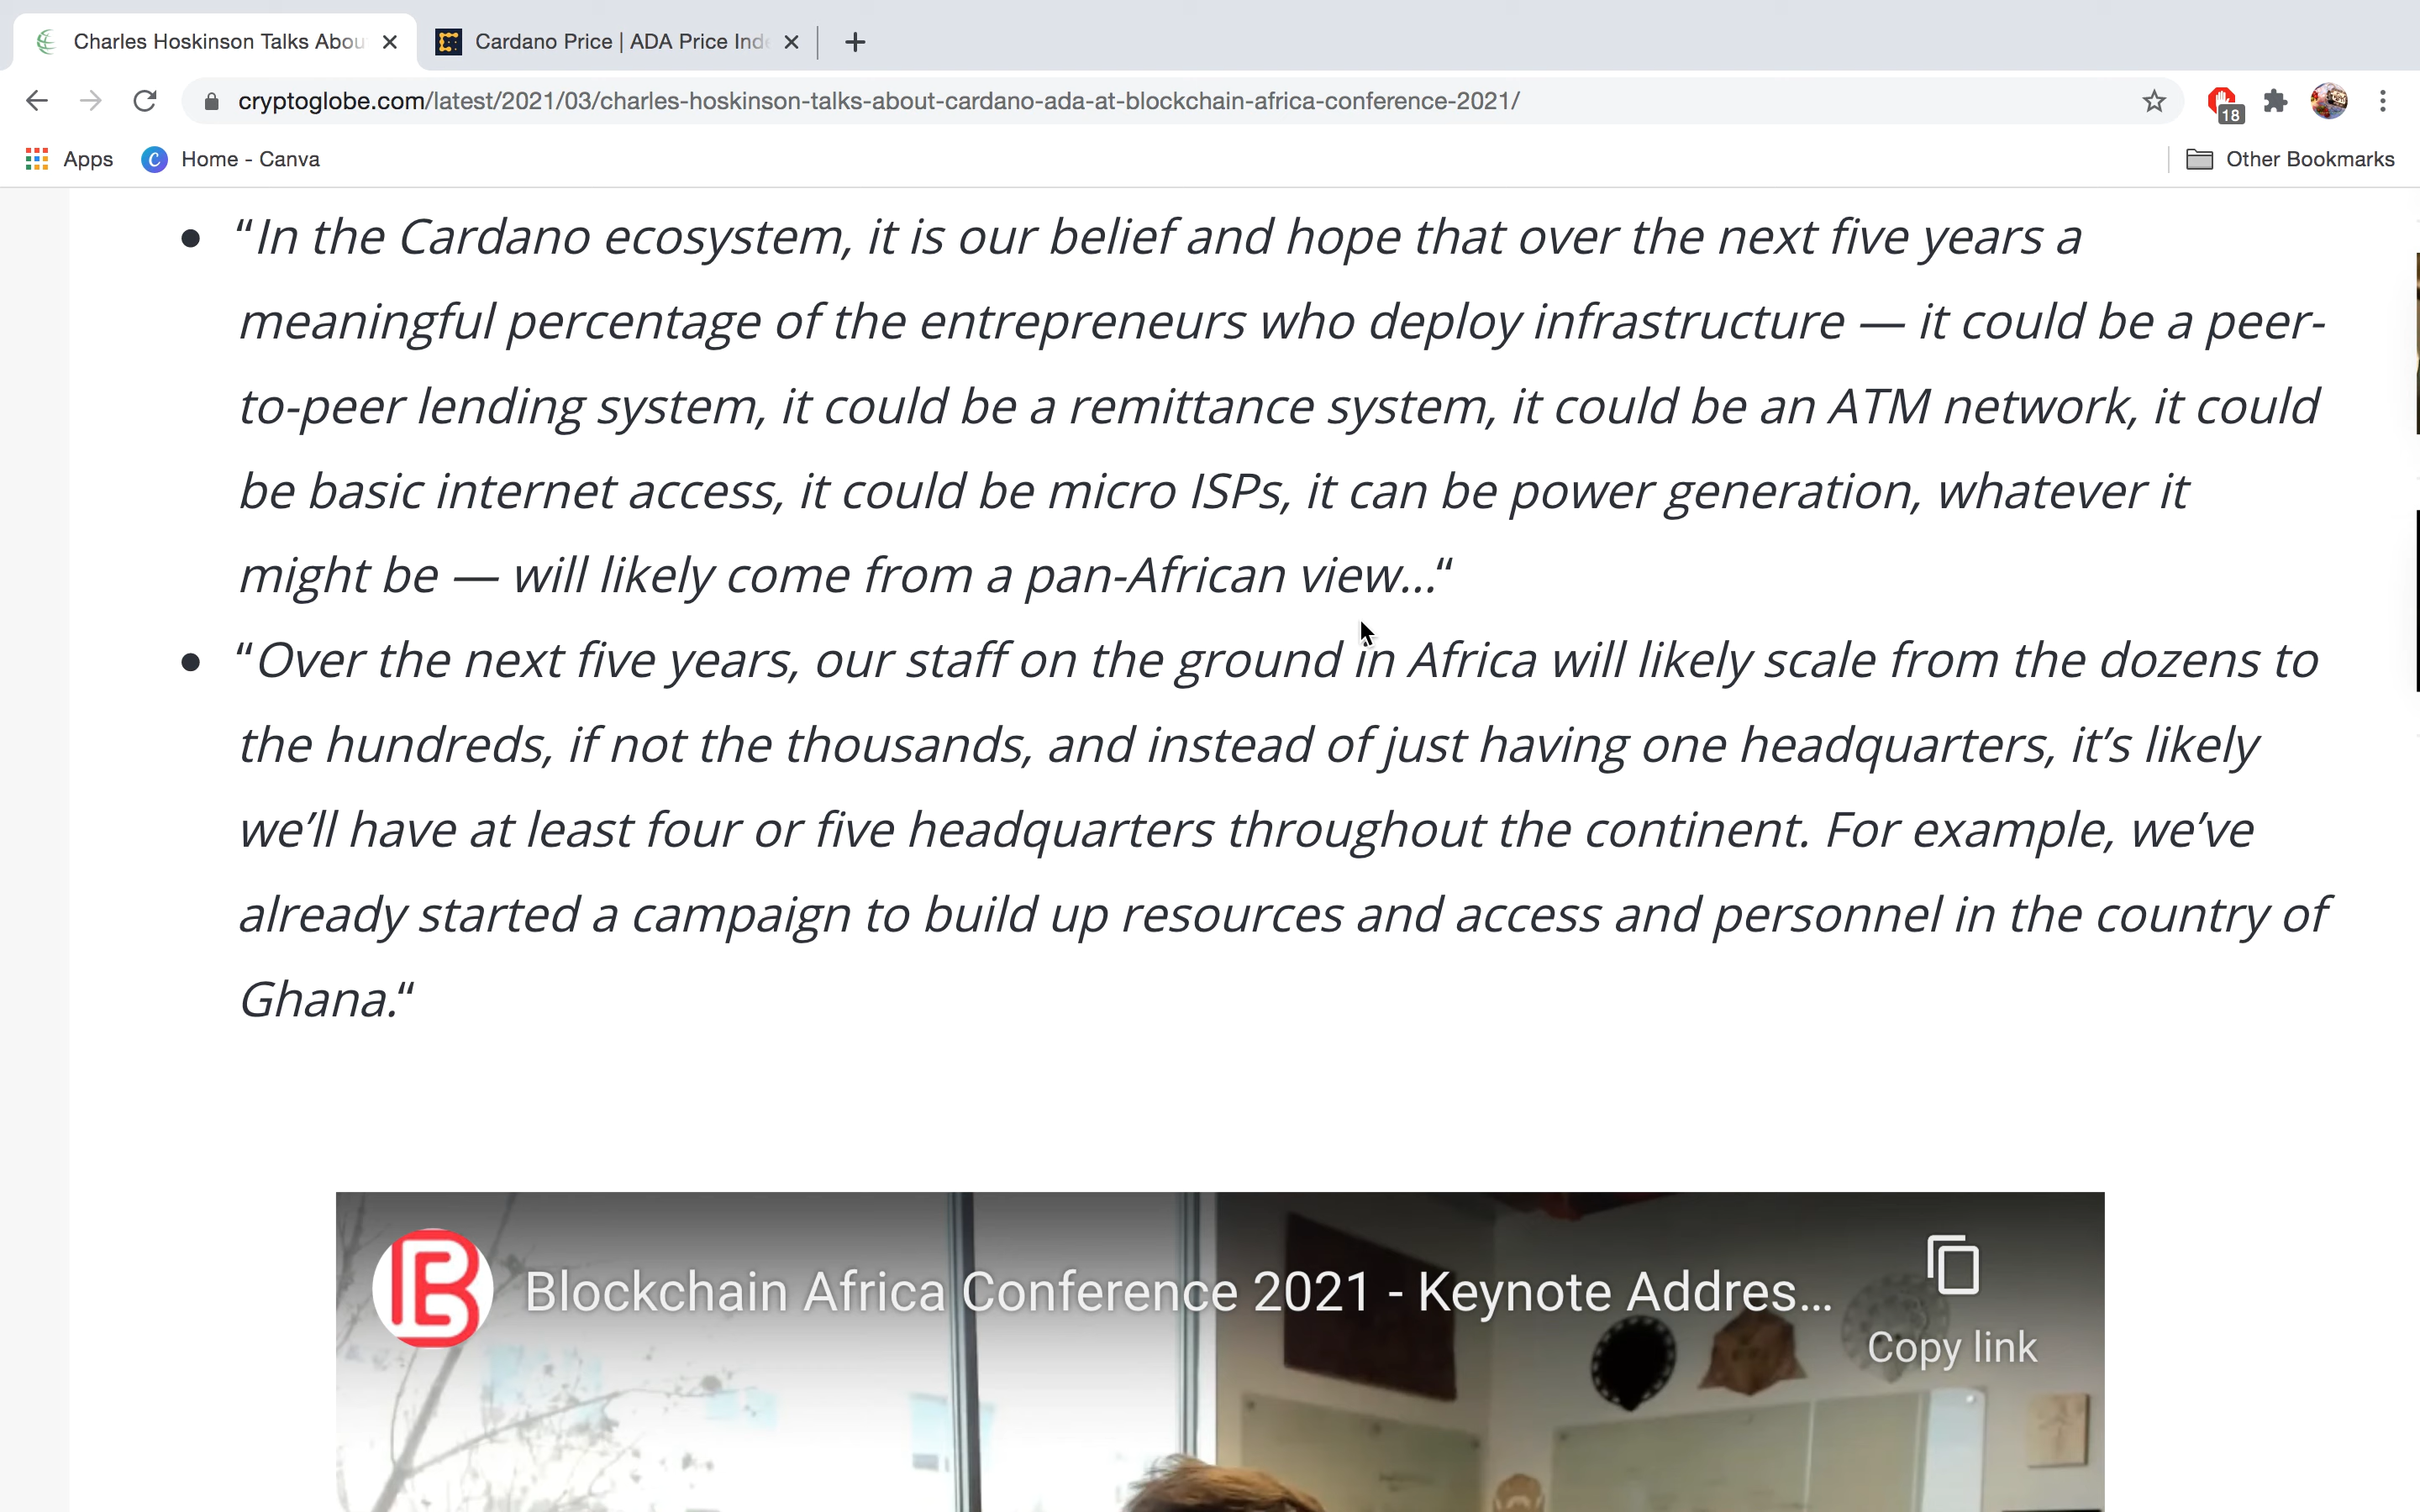 Charles Hoskinson Talks Abou
Cardano Price | ADA Price Inde
cryptoglobe.com/latest/2021/03/charles-hoskinson-talks-about-cardano-ada-at-blockchain-africa-conference-2021/
18
Apps
Home - Canva
Other Bookmarks
“In the Cardano ecosystem, it is our belief and hope that over the next five years a
meaningful percentage of the entrepreneurs who deploy infrastructure — it could be a peer-
to-peer lending system, it could be a remittance system, it could be an ATM network, it could
be basic internet access, it could be micro ISPs, it can be power generation, whatever it
might be — will likely come from a pan-African view…“
“Over the next five years, our staff on the ground in Africa will likely scale from the dozens to
the hundreds, if not the thousands, and instead of just having one headquarters, it’s likely
we’ll have at least four or five headquarters throughout the continent. For example, we’ve
already started a campaign to build up resources and access and personnel in the country of
Ghana.“
Blockchain Africa Conference 2021 - Keynote Addres...
Copy link